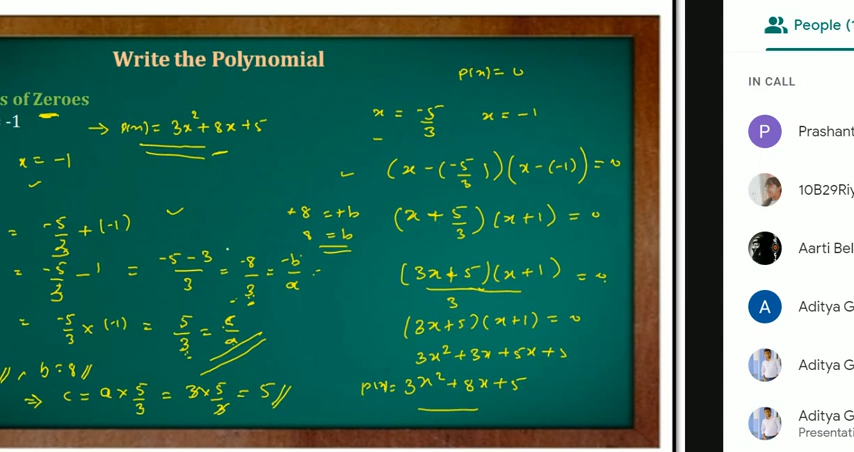 Write the Polynomial
s of Zeroes
= -1
→ p(x) = 3x² + 8x + 5
x = -1
= -5/3 + (-1)
= -5/3 - 1 = -5 - 3/3 = -8/3 = -b/a
+8 = +b
8 = b
= -5/3 × (-1) = 5/3 = c/a
, b = 8 //
⇒ c = a × 5/3 = 3 × 5/3 = 5 //
p(x) = 0
x = -5/3 x = -1
(x - (-5/3)) (x - (-1)) = 0
(x + 5/3) (x + 1) = 0
(3x + 5)(x + 1)/3 = 0
(3x + 5) (x + 1) = 0
3x² + 3x + 5x + 5
p(x) = 3x² + 8x + 5
People (1
IN CALL
P
Prashant
10B29Riy
Aarti Bel
A
Aditya G
Aditya G
Aditya G
Presentati